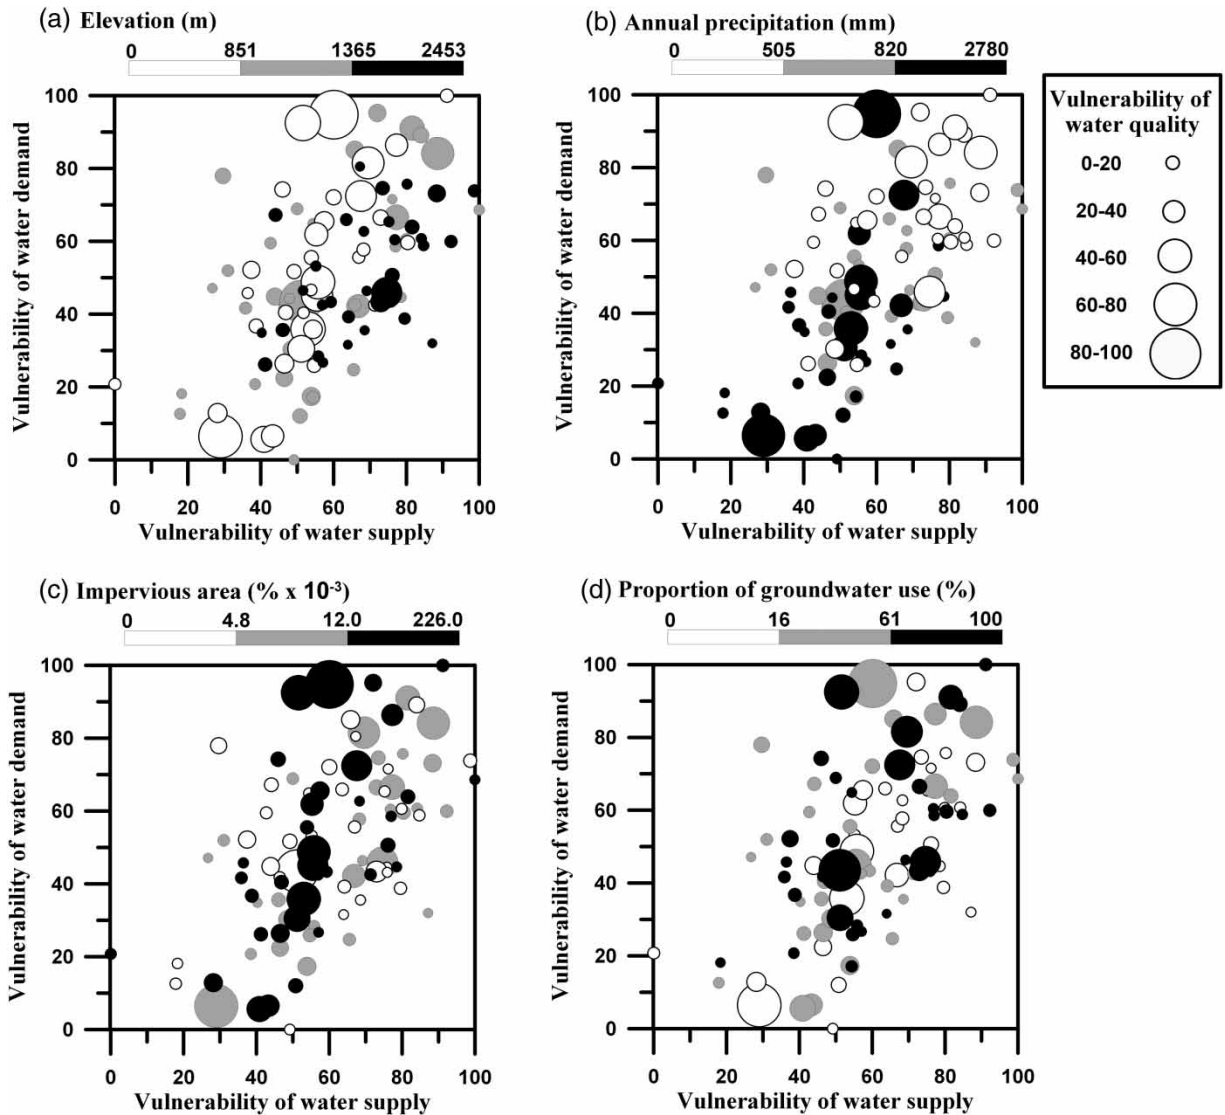 (a) Elevation (m)
0 851 1365 2453
100
80
60
40
20
0
Vulnerability of water demand
0 20 40 60 80 100
Vulnerability of water supply
(b) Annual precipitation (mm)
0 505 820 2780
100
80
60
40
20
0
Vulnerability of water demand
0 20 40 60 80 100
Vulnerability of water supply
Vulnerability of
water quality
0-20
20-40
40-60
60-80
80-100
(c) Impervious area (% x 10-3)
0 4.8 12.0 226.0
100
80
60
40
20
0
Vulnerability of water demand
0 20 40 60 80 100
Vulnerability of water supply
(d) Proportion of groundwater use (%)
0 16 61 100
100
80
60
40
20
0
Vulnerability of water demand
0 20 40 60 80 100
Vulnerability of water supply